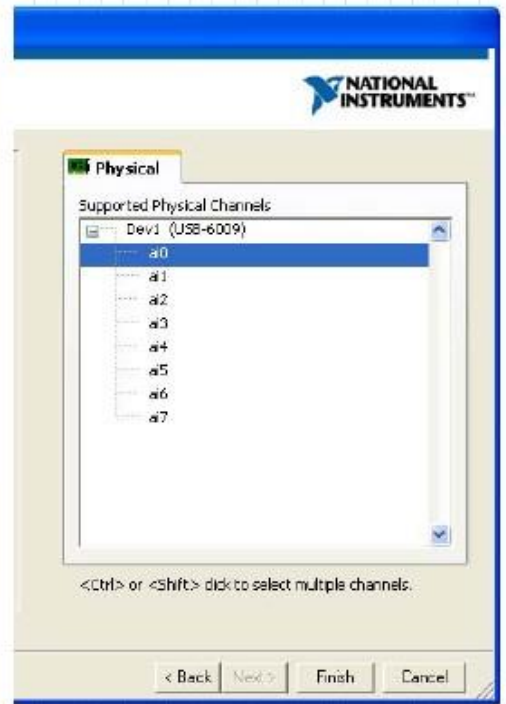 NATIONAL
INSTRUMENTS™
Physical
Supported Physical Channels
Dev1 (USB-6009)
ai0
ai1
ai2
ai3
ai4
ai5
ai6
ai7
<Ctrl> or <Shift> click to select multiple channels.
< Back Next > Finish Cancel